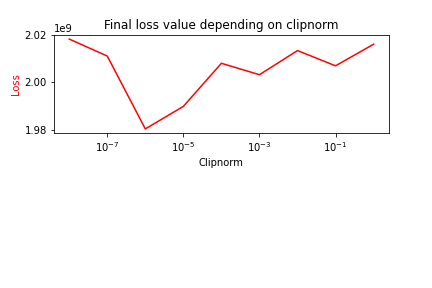 Final loss value depending on clipnorm
1e9
2.02
2.00
1.98
Loss
10⁻⁷ 10⁻⁵ 10⁻³ 10⁻¹
Clipnorm